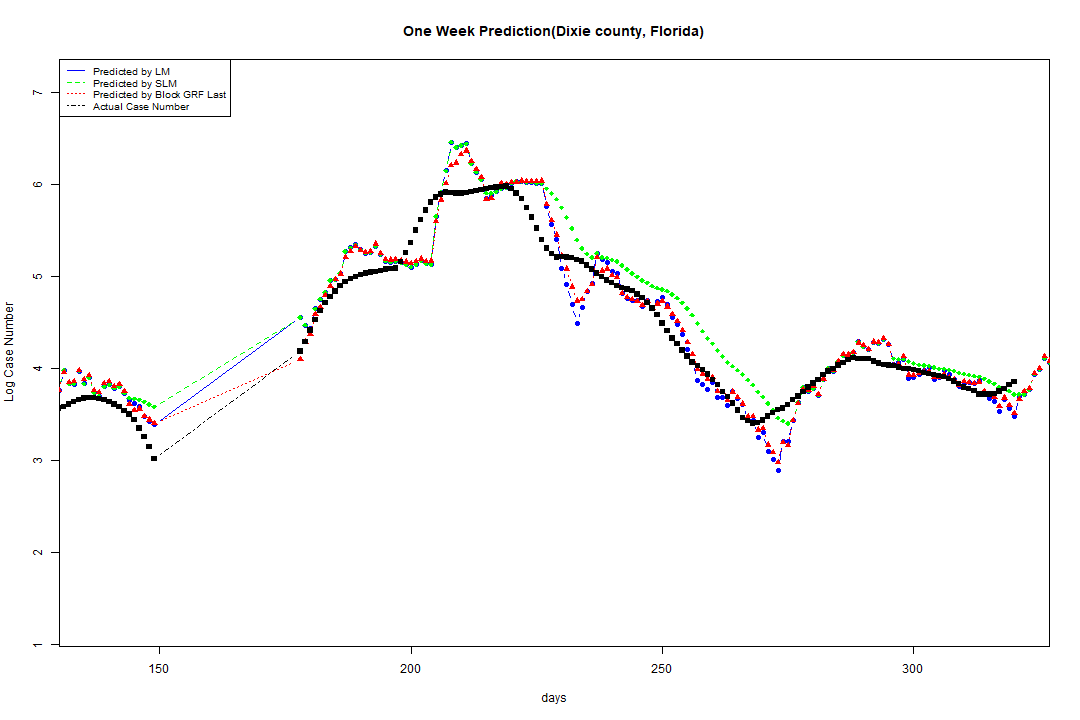 One Week Prediction(Dixie county, Florida)
Predicted by LM
Predicted by SLM
Predicted by Block GRF Last
Actual Case Number
7
6
5
4
3
2
1
Log Case Number
150
200
250
300
days